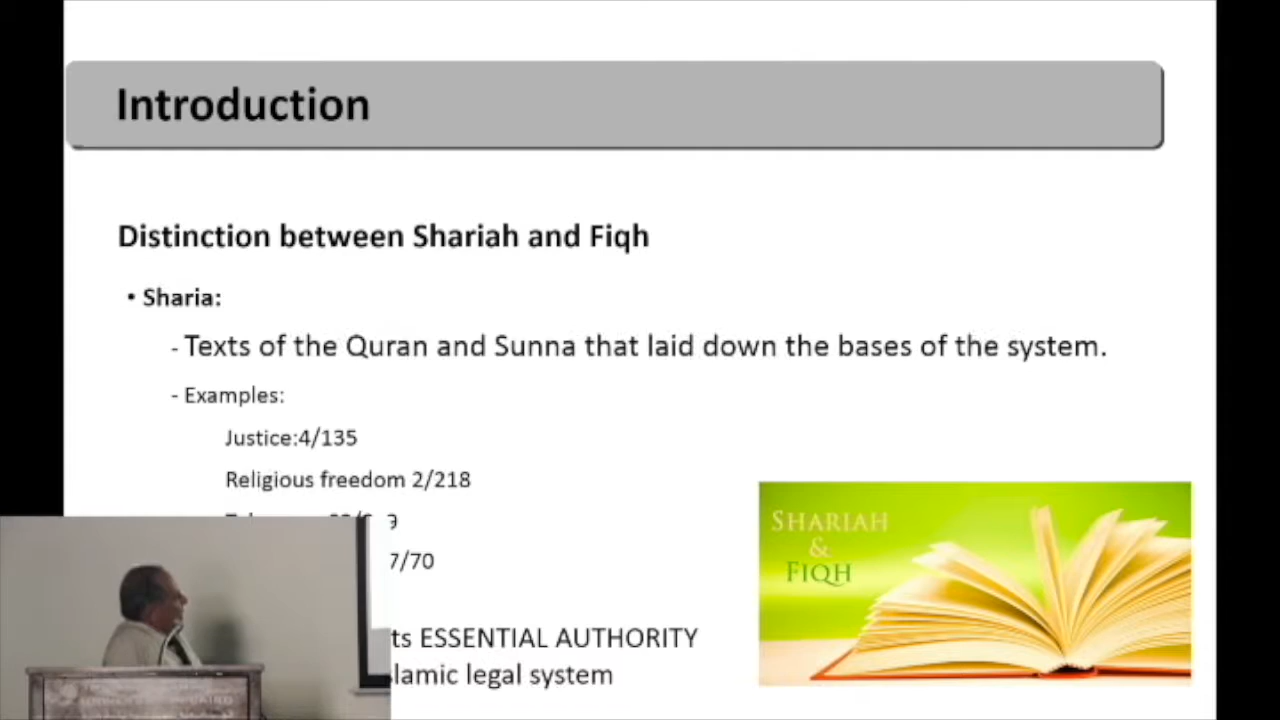 Introduction
Distinction between Shariah and Fiqh
• Sharia:
- Texts of the Quran and Sunna that laid down the bases of the system.
- Examples:
Justice:4/135
Religious freedom 2/218
9
7/70
ts ESSENTIAL AUTHORITY
slamic legal system
SHARIAH
&
FIQH